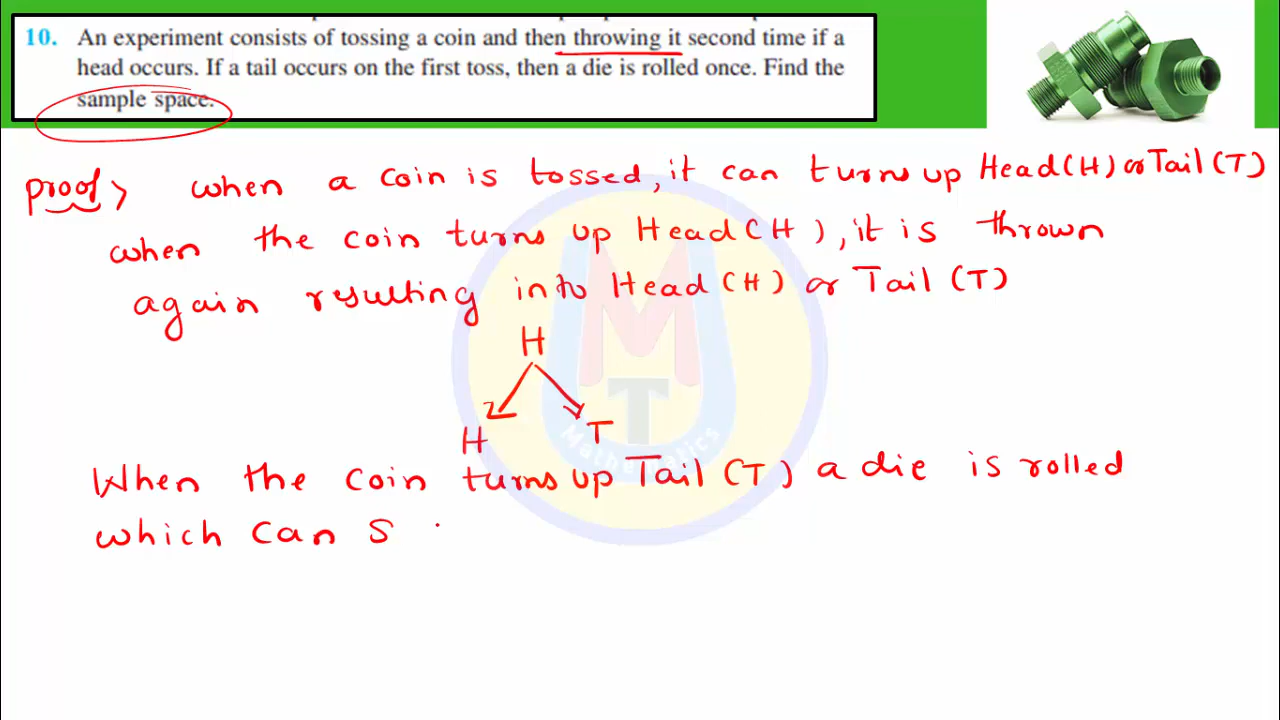 10. An experiment consists of tossing a coin and then throwing it second time if a
head occurs. If a tail occurs on the first toss, then a die is rolled once. Find the
sample space.
proof> when a coin is tossed, it can turns up Head(H) or Tail(T)
when the coin turns up Head(H), it is thrown
again resulting into Head (H) or Tail (T)
H
H T
MT
Mathematics
When the coin turns up Tail (T) a die is rolled
which can S